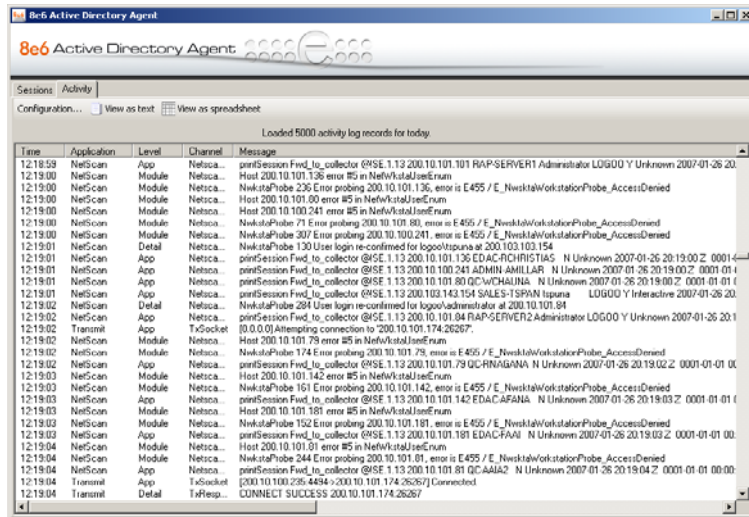 8e6 Active Directory Agent
8e6 Active Directory Agent
Sessions Activity
Configuration... View as text View as spreadsheet
Loaded 5000 activity log records for today.
Time Application Level Channel Message
12:18:59 NetScan App Netsca... printSession Fwd_to_collector @!SE.1.13 200.10.101.101 RAP-SERVER1 Administrator LOGOO Y Unknown 2007-01-26 20:
12:19:00 NetScan Module Netsca... Host 200.10.101.136 error #5 in NetWkstaUserEnum
12:19:00 NetScan Module Netsca... NwkstaProbe 236 Error probing 200.10.101.136, error is E455 / E_NwsktaWorkstationProbe_AccessDenied
12:19:00 NetScan Module Netsca... Host 200.10.101.80 error #5 in NetWkstaUserEnum
12:19:00 NetScan Module Netsca... Host 200.10.100.241 error #5 in NetWkstaUserEnum
12:19:00 NetScan Module Netsca... NwkstaProbe 71 Error probing 200.10.101.80, error is E455 / E_NwsktaWorkstationProbe_AccessDenied
12:19:00 NetScan Module Netsca... NwkstaProbe 307 Error probing 200.10.100.241, error is E455 / E_NwsktaWorkstationProbe_AccessDenied
12:19:01 NetScan Detail Netsca... NwkstaProbe 130 User login re-confirmed for logoo\tspuna at 200.103.103.154
12:19:01 NetScan App Netsca... printSession Fwd_to_collector @!SE.1.13 200.10.101.136 EDAC-RCHRISTIAS N Unknown 2007-01-26 20:19:00 Z 0001-
12:19:01 NetScan App Netsca... printSession Fwd_to_collector @!SE.1.13 200.10.100.241 ADMIN-AMILLAR N Unknown 2007-01-26 20:19:00 Z 0001-01-
12:19:01 NetScan App Netsca... printSession Fwd_to_collector @!SE.1.13 200.10.101.80 QC-WCHAUNA N Unknown 2007-01-26 20:19:00 Z 0001-01-01
12:19:01 NetScan App Netsca... printSession Fwd_to_collector @!SE.1.13 200.103.143.154 SALES-TSPAN tspuna LOGOO Y Interactive 2007-01-26 20:
12:19:02 NetScan Detail Netsca... NwkstaProbe 284 User login re-confirmed for logoo\administrator at 200.10.101.84
12:19:02 NetScan App Netsca... printSession Fwd_to_collector @!SE.1.13 200.10.101.84 RAP-SERVER2 Administrator LOGOO Y Unknown 2007-01-26 20:1
12:19:02 Transmit App TxSocket [0.0.0.0] Attempting connection to '200.10.101.174:26267'.
12:19:02 NetScan Module Netsca... Host 200.10.101.79 error #5 in NetWkstaUserEnum
12:19:02 NetScan Module Netsca... NwkstaProbe 174 Error probing 200.10.101.79, error is E455 / E_NwsktaWorkstationProbe_AccessDenied
12:19:02 NetScan App Netsca... printSession Fwd_to_collector @!SE.1.13 200.10.101.79 QC-RNAGANA N Unknown 2007-01-26 20:19:02 Z 0001-01-01 00
12:19:03 NetScan Module Netsca... Host 200.10.101.142 error #5 in NetWkstaUserEnum
12:19:03 NetScan Module Netsca... NwkstaProbe 161 Error probing 200.10.101.142, error is E455 / E_NwsktaWorkstationProbe_AccessDenied
12:19:03 NetScan App Netsca... printSession Fwd_to_collector @!SE.1.13 200.10.101.142 EDAC-AFANA N Unknown 2007-01-26 20:19:03 Z 0001-01-01
12:19:03 NetScan Module Netsca... Host 200.10.101.181 error #5 in NetWkstaUserEnum
12:19:03 NetScan Module Netsca... NwkstaProbe 152 Error probing 200.10.101.181, error is E455 / E_NwsktaWorkstationProbe_AccessDenied
12:19:03 NetScan App Netsca... printSession Fwd_to_collector @!SE.1.13 200.10.101.181 EDAC-FAAI N Unknown 2007-01-26 20:19:03 Z 0001-01-01 00:
12:19:04 NetScan Module Netsca... Host 200.10.101.81 error #5 in NetWkstaUserEnum
12:19:04 NetScan Module Netsca... NwkstaProbe 244 Error probing 200.10.101.81, error is E455 / E_NwsktaWorkstationProbe_AccessDenied
12:19:04 NetScan App Netsca... printSession Fwd_to_collector @!SE.1.13 200.10.101.81 QC-AAIA2 N Unknown 2007-01-26 20:19:04 Z 0001-01-01 00:00:
12:19:04 Transmit App TxSocket [200.10.100.235:4494->200.10.101.174:26267] Connected.
12:19:04 Transmit Detail TxResp... CONNECT SUCCESS 200.10.101.174:26267